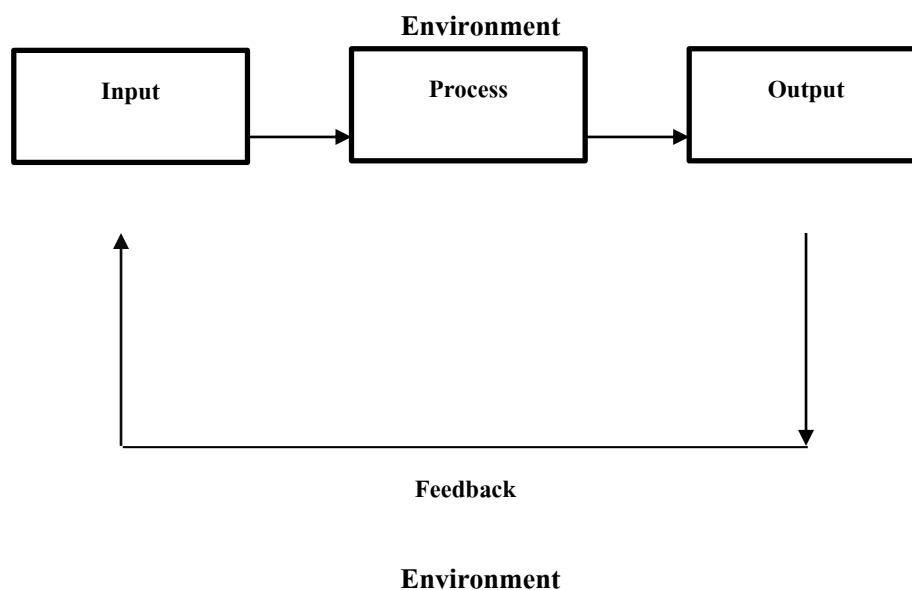 Environment
Input
Process
Output
Feedback
Environment